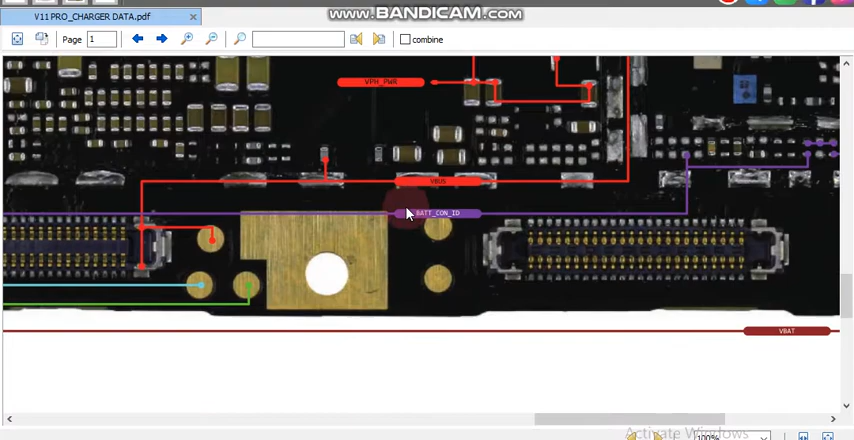 www.BANDICAM.com
V11 PRO_CHARGER DATA.pdf
Page 1
combine
VPH_PWR
VBUS
BATT_CON_ID
VBAT
Activate Windows
100%